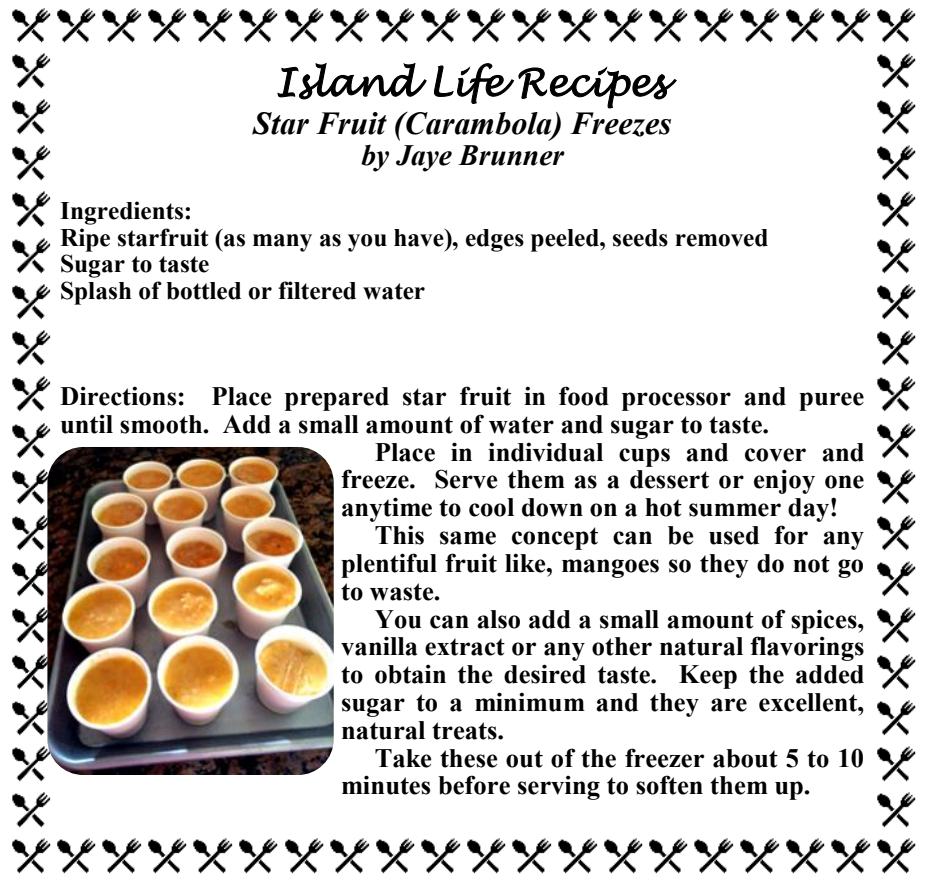 Island Life Recipes
Star Fruit (Carambola) Freezes
by Jaye Brunner
Ingredients:
Ripe starfruit (as many as you have), edges peeled, seeds removed
Sugar to taste
Splash of bottled or filtered water
Directions: Place prepared star fruit in food processor and puree
until smooth. Add a small amount of water and sugar to taste.
Place in individual cups and cover and
freeze. Serve them as a dessert or enjoy one
anytime to cool down on a hot summer day!
This same concept can be used for any
plentiful fruit like, mangoes so they do not go
to waste.
You can also add a small amount of spices,
vanilla extract or any other natural flavorings
to obtain the desired taste. Keep the added
sugar to a minimum and they are excellent,
natural treats.
Take these out of the freezer about 5 to 10
minutes before serving to soften them up.